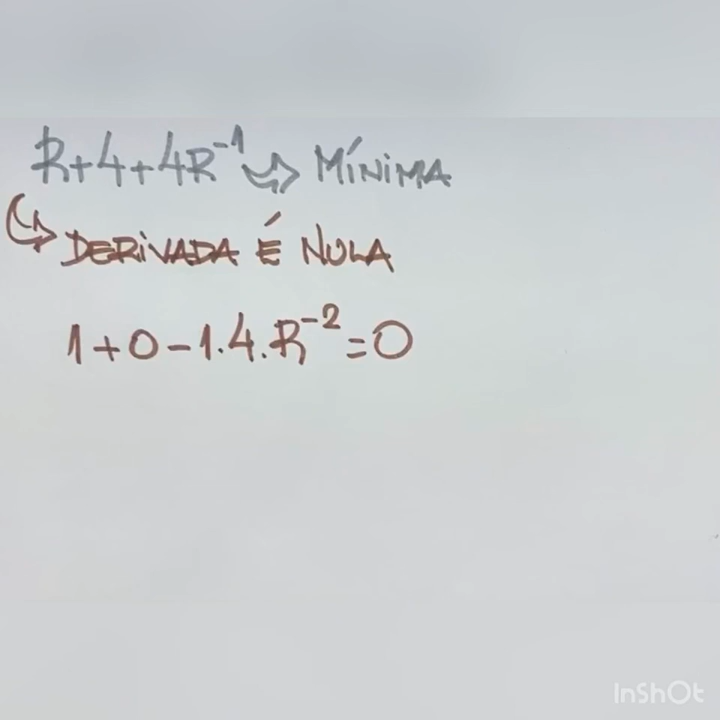 R+4+4R⁻¹ ⤳ MÍNIMA
↪ DERIVADA É NULA
1+0-1.4.R⁻²=0
InShOt